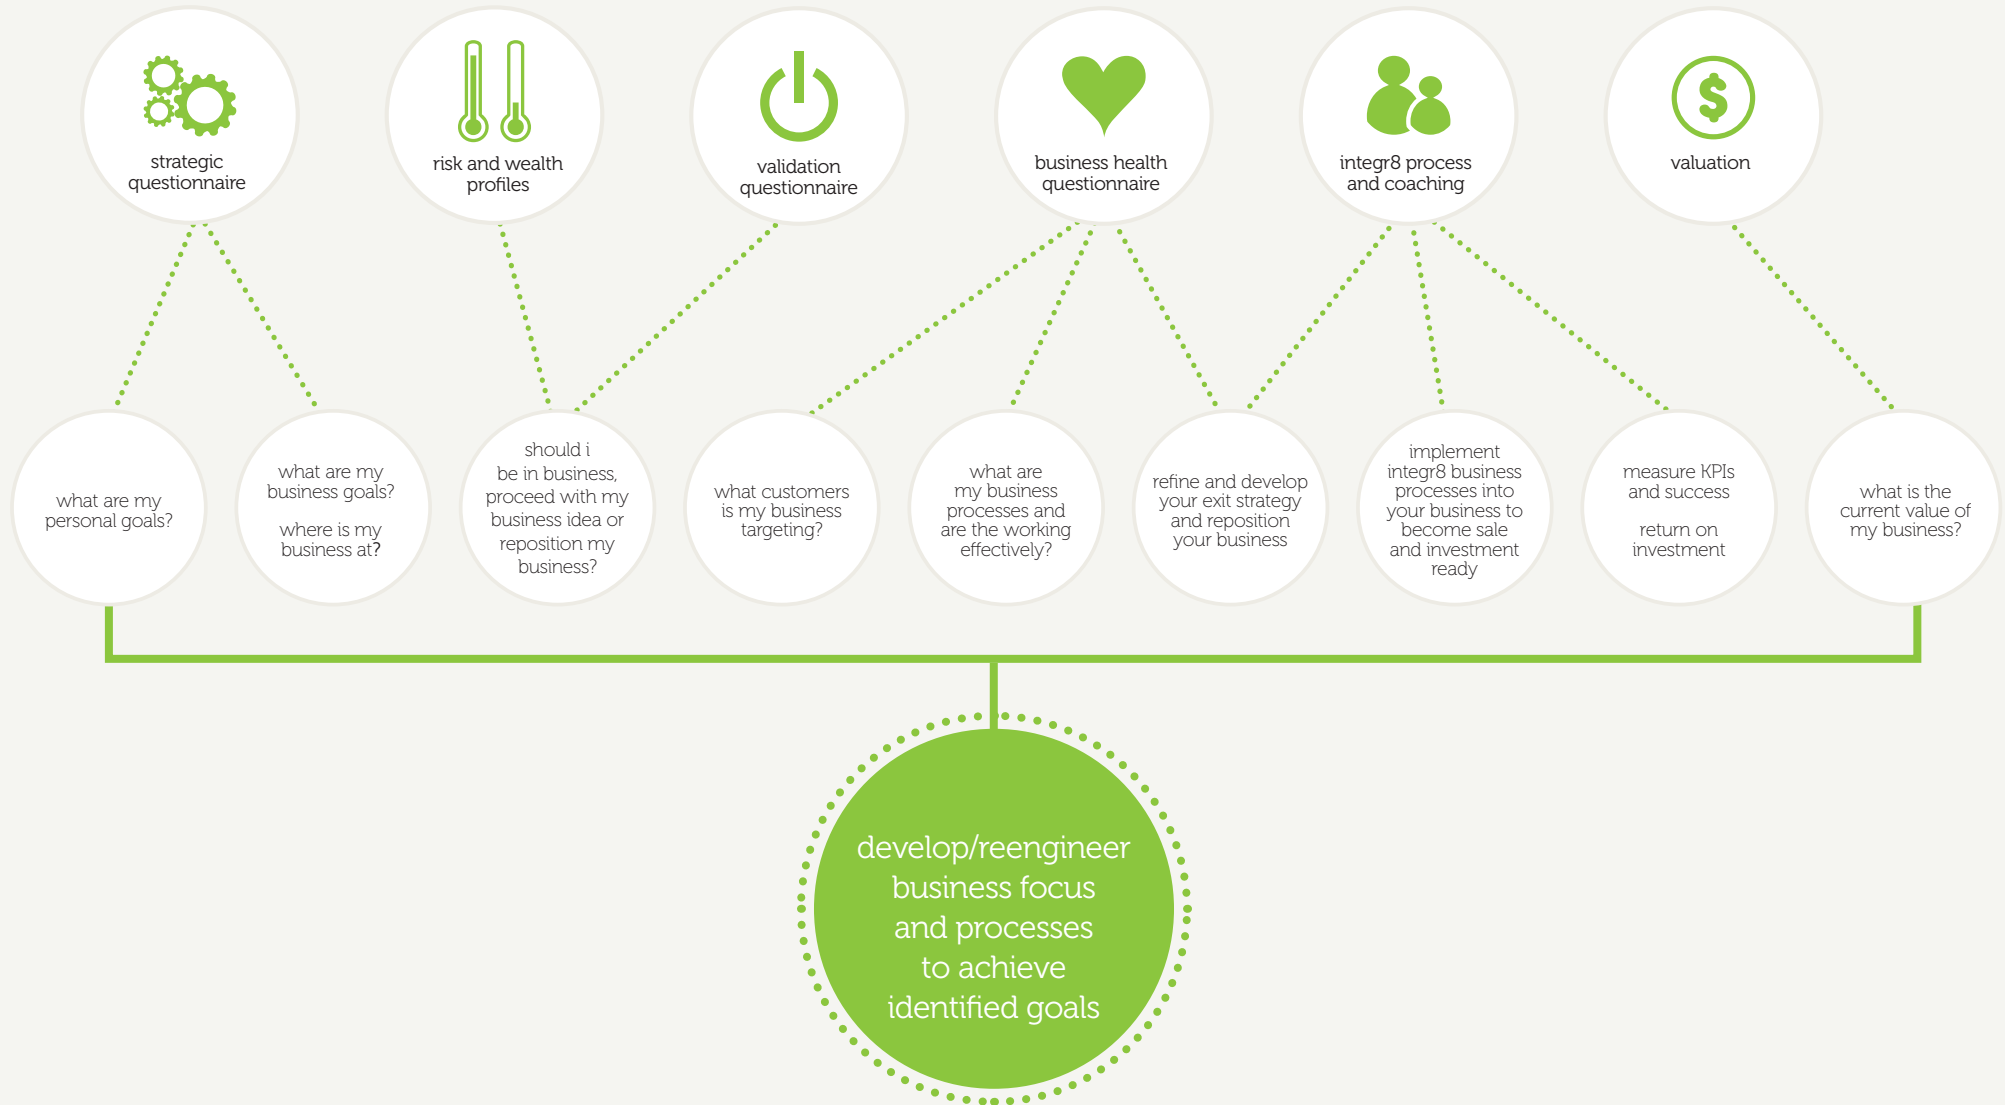 strategic
questionnaire
risk and wealth
profiles
validation
questionnaire
business health
questionnaire
integr8 process
and coaching
$
valuation
what are my
personal goals?
what are my
business goals?
where is my
business at?
should i
be in business,
proceed with my
business idea or
reposition my
business?
what customers
is my business
targeting?
what are
my business
processes and
are the working
effectively?
refine and develop
your exit strategy
and reposition
your business
implement
integr8 business
processes into
your business to
become sale
and investment
ready
measure KPIs
and success
return on
investment
what is the
current value of
my business?
develop/reengineer
business focus
and processes
to achieve
identified goals